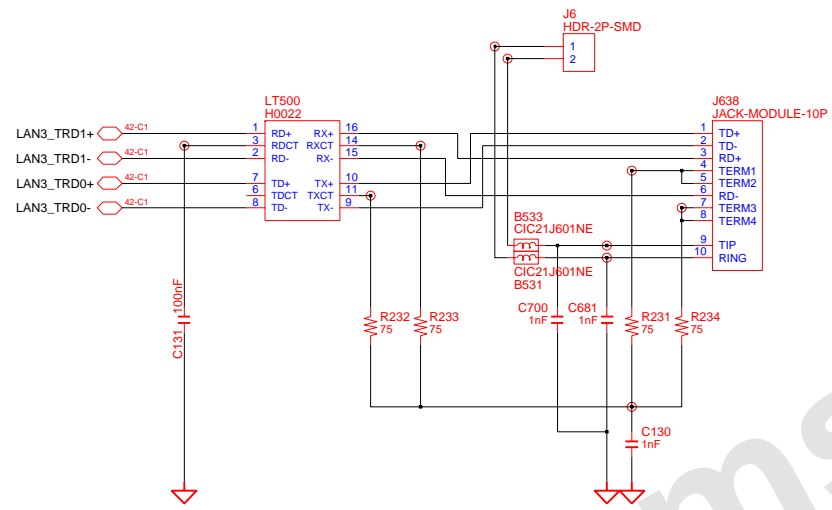 J6
HDR-2P-SMD
1
2
LT500
H0022
J638
JACK-MODULE-10P
LAN3_TRD1+ 42-C1 1 RD+ RX+ 16
3 RDCT RXCT 14
LAN3_TRD1- 42-C1 2 RD- RX- 15
LAN3_TRD0+ 42-C1 7 TD+ TX+ 10
6 TDCT TXCT 11
LAN3_TRD0- 42-C1 8 TD- TX- 9
1 TD+
2 TD-
3 RD+
4 TERM1
5 TERM2
6 RD-
7 TERM3
8 TERM4
9 TIP
10 RING
B533
CIC21J601NE
CIC21J601NE
B531
C131 100nF
R232
75
R233
75
C700
1nF
C681
1nF
R231
75
R234
75
C130
1nF